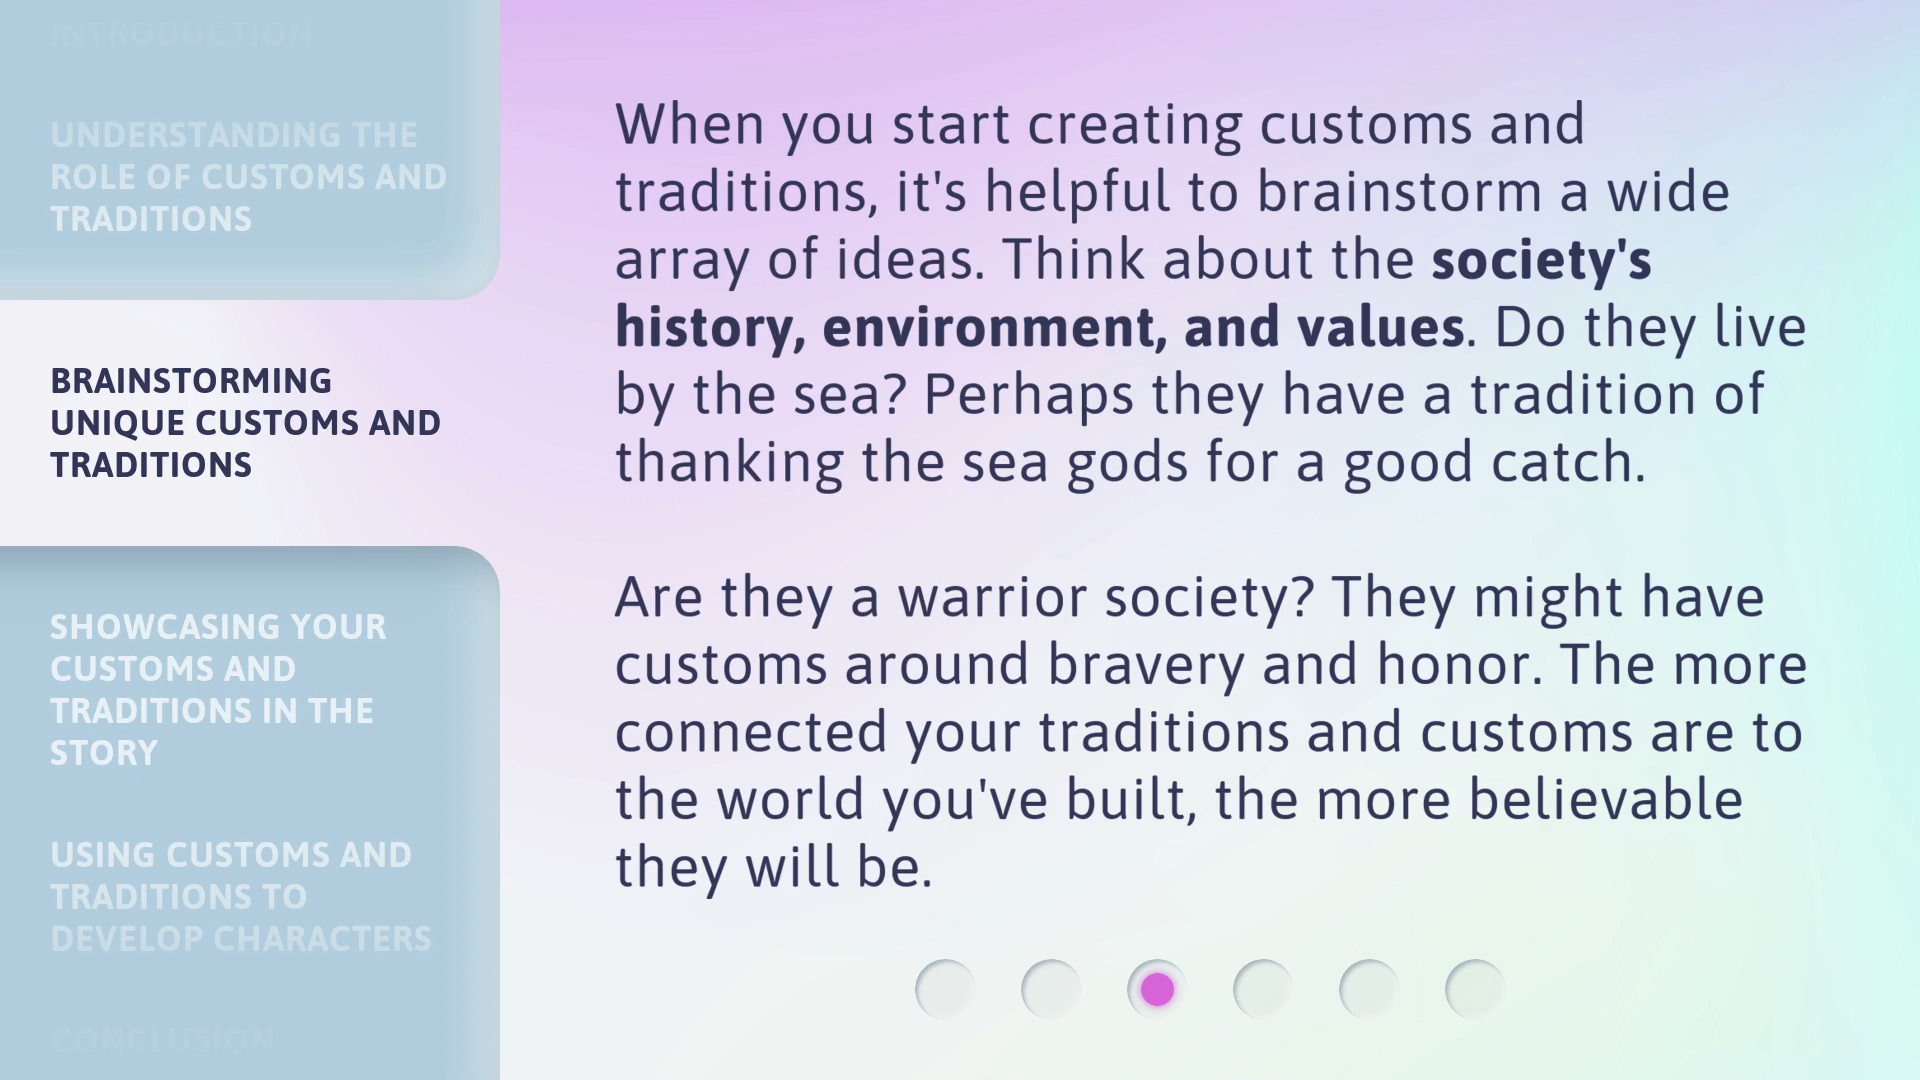 INTRODUCTION
UNDERSTANDING THE
ROLE OF CUSTOMS AND
TRADITIONS
BRAINSTORMING
UNIQUE CUSTOMS AND
TRADITIONS
SHOWCASING YOUR
CUSTOMS AND
TRADITIONS IN THE
STORY
USING CUSTOMS AND
TRADITIONS TO
DEVELOP CHARACTERS
CONCLUSION
When you start creating customs and
traditions, it's helpful to brainstorm a wide
array of ideas. Think about the society's
history, environment, and values. Do they live
by the sea? Perhaps they have a tradition of
thanking the sea gods for a good catch.
Are they a warrior society? They might have
customs around bravery and honor. The more
connected your traditions and customs are to
the world you've built, the more believable
they will be.